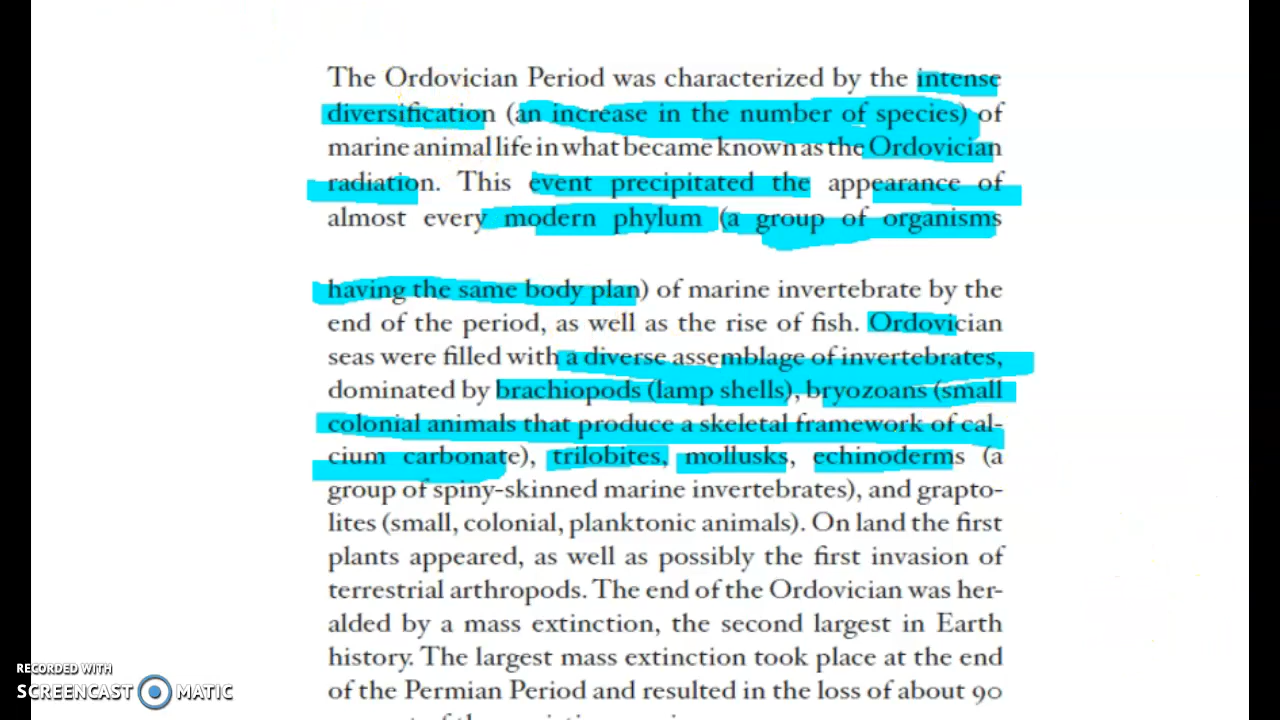 The Ordovician Period was characterized by the intense
diversification (an increase in the number of species) of
marine animal life in what became known as the Ordovician
radiation. This event precipitated the appearance of
almost every modern phylum (a group of organisms
having the same body plan) of marine invertebrate by the
end of the period, as well as the rise of fish. Ordovician
seas were filled with a diverse assemblage of invertebrates,
dominated by brachiopods (lamp shells), bryozoans (small
colonial animals that produce a skeletal framework of cal-
cium carbonate), trilobites, mollusks, echinoderms (a
group of spiny-skinned marine invertebrates), and grapto-
lites (small, colonial, planktonic animals). On land the first
plants appeared, as well as possibly the first invasion of
terrestrial arthropods. The end of the Ordovician was her-
alded by a mass extinction, the second largest in Earth
history. The largest mass extinction took place at the end
of the Permian Period and resulted in the loss of about 90
RECORDED WITH
SCREENCAST MATIC